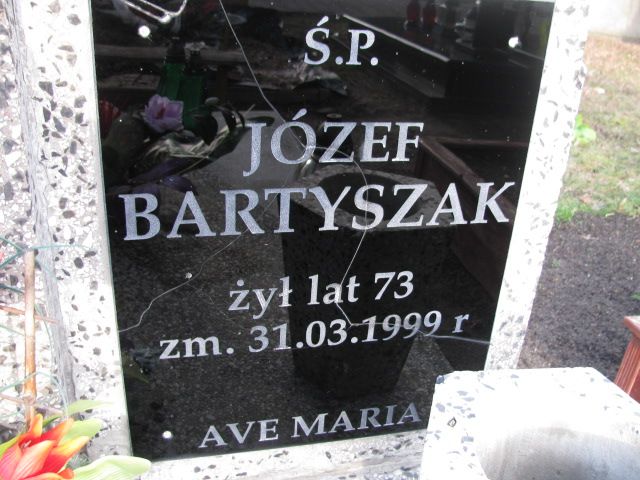 Ś.P.
JÓZEF
BARTYSZAK
żył lat 73
zm. 31.03.1999 r
AVE MARIA